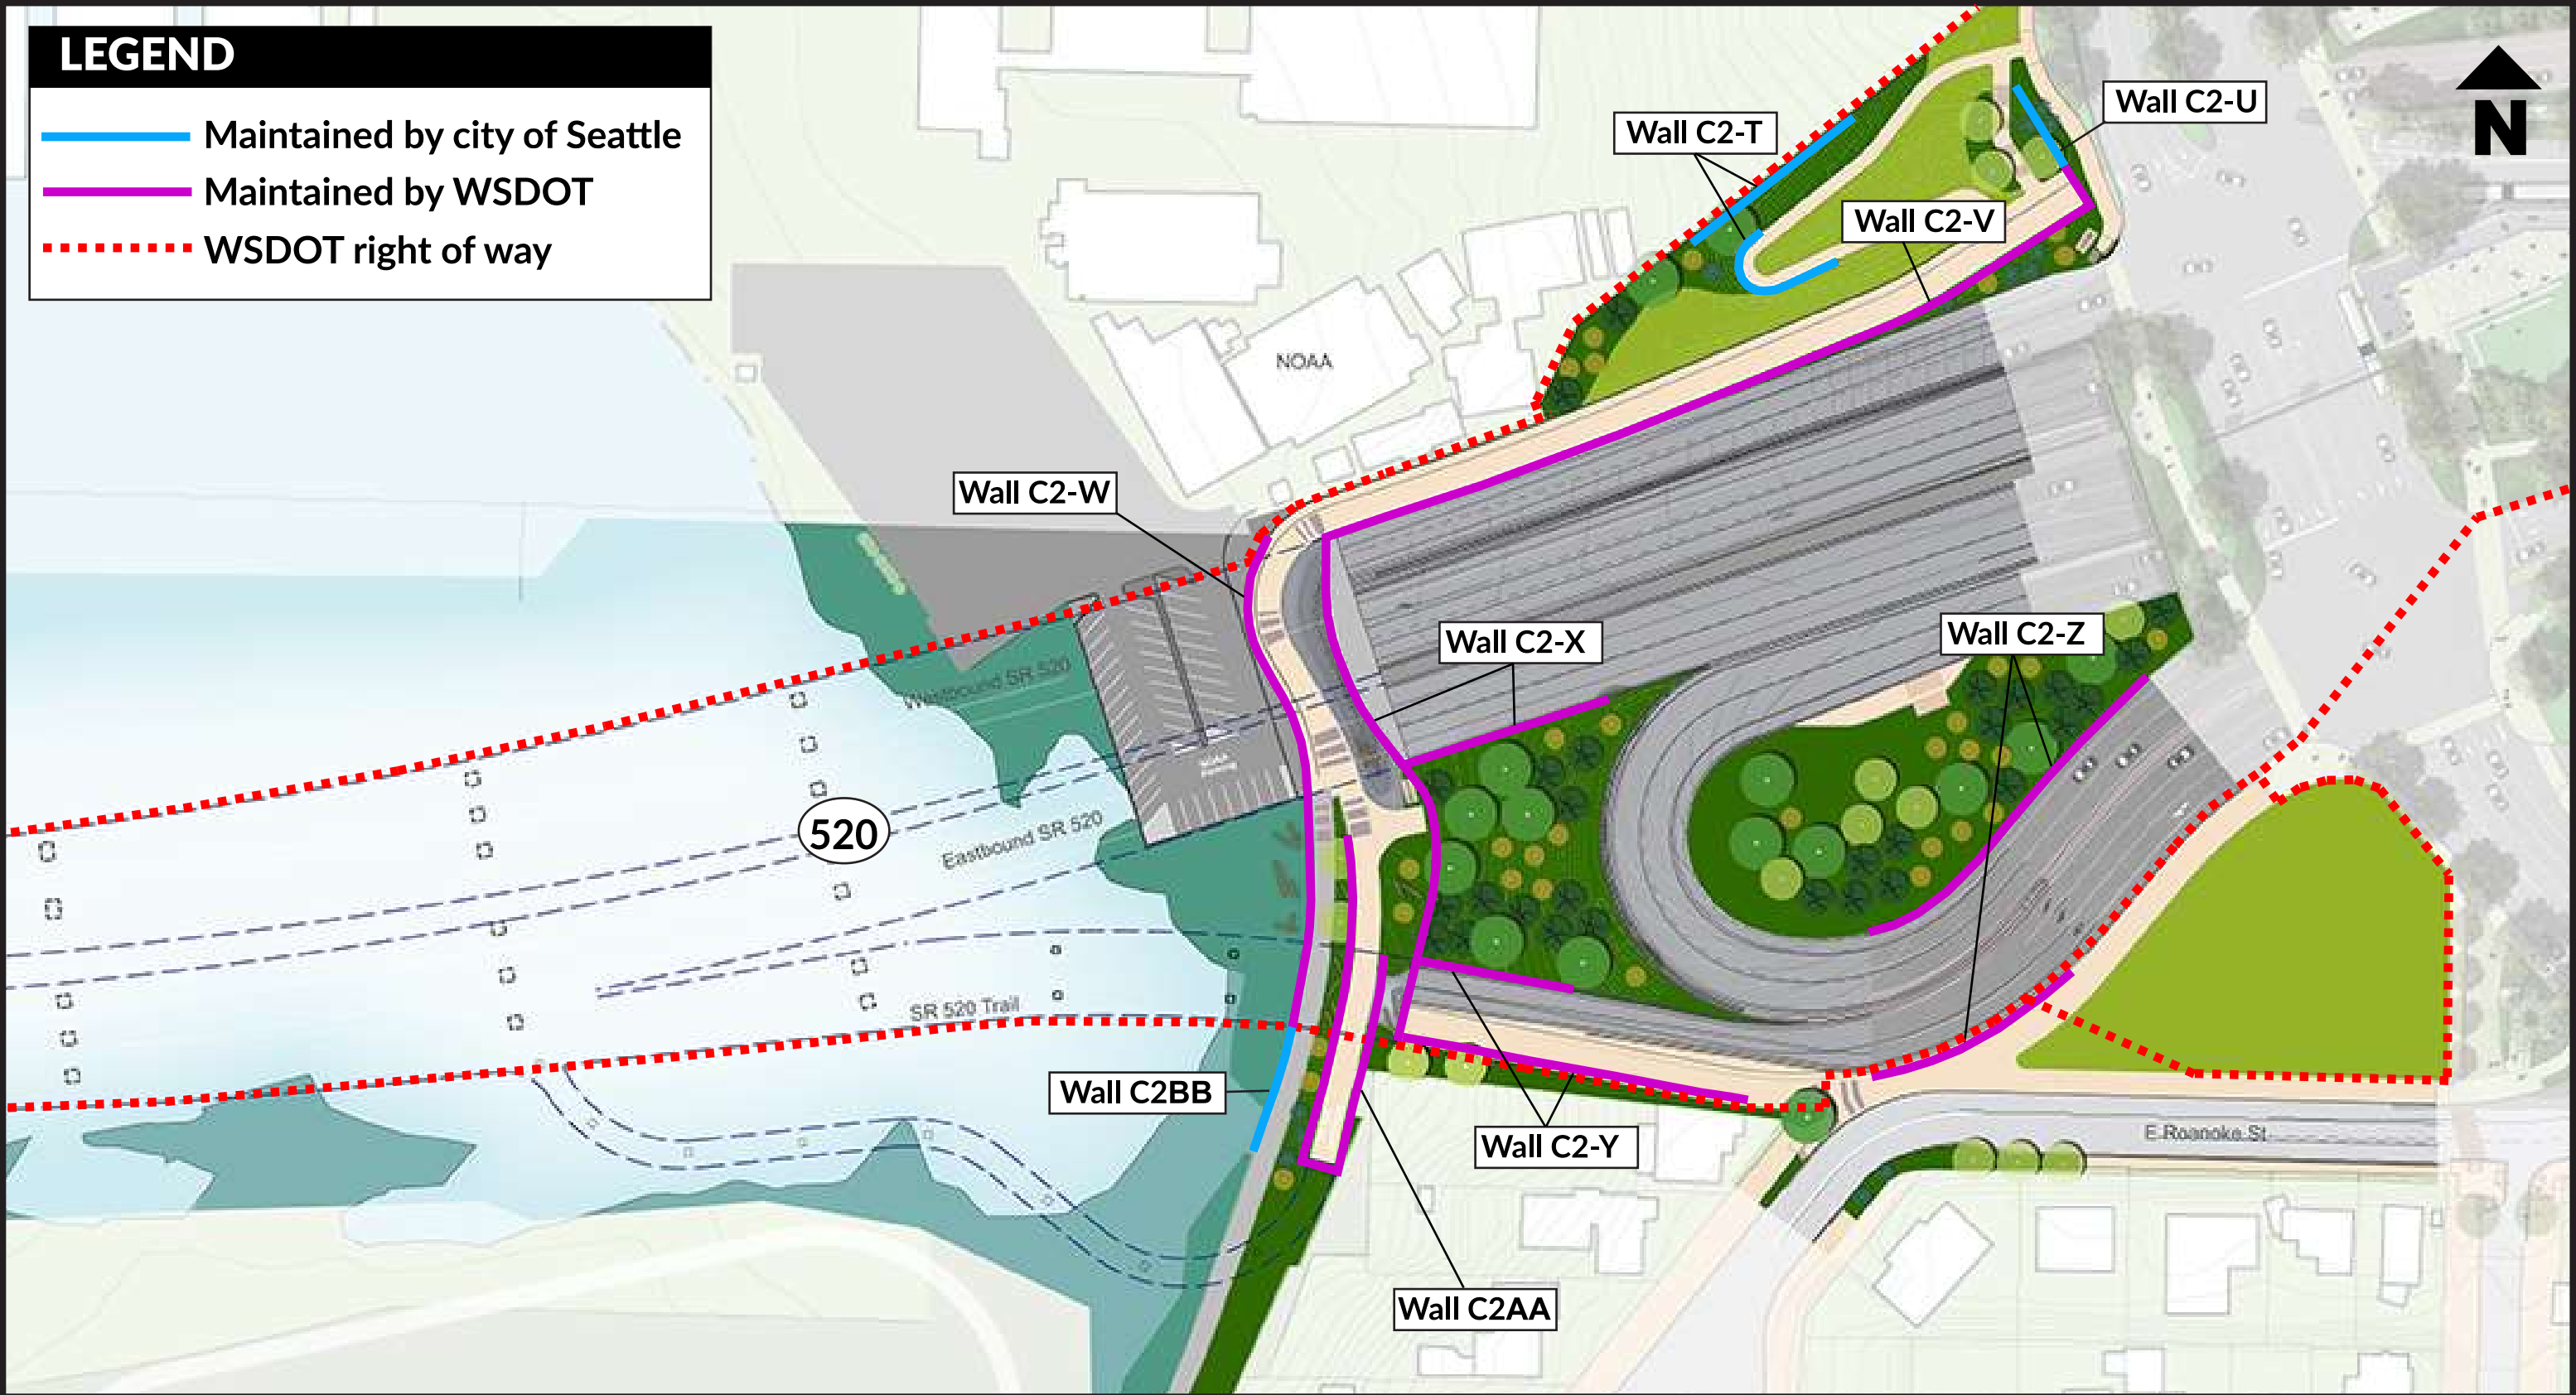 LEGEND
Maintained by city of Seattle
Maintained by WSDOT
WSDOT right of way
N
Wall C2-U
Wall C2-T
Wall C2-V
NOAA
Wall C2-W
Wall C2-X
Wall C2-Z
Westbound SR 520
520
Eastbound SR 520
SR 520 Trail
Wall C2BB
Wall C2-Y
E Roanoke St
Wall C2AA